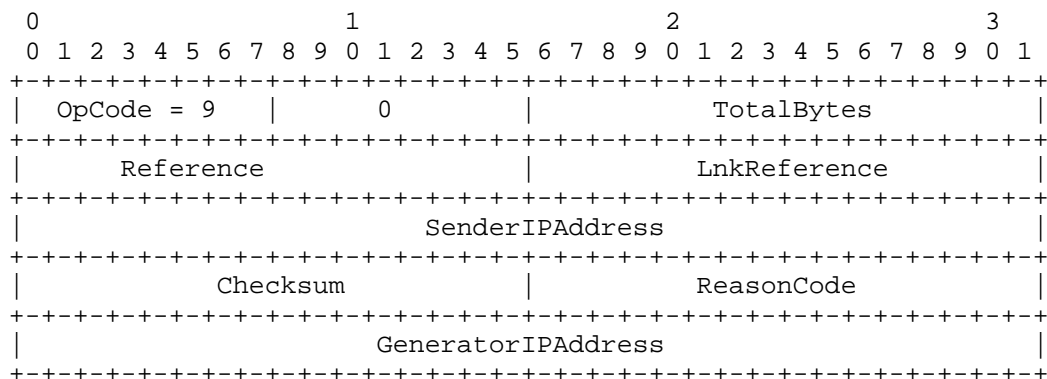 0                   1                   2                   3
 0 1 2 3 4 5 6 7 8 9 0 1 2 3 4 5 6 7 8 9 0 1 2 3 4 5 6 7 8 9 0 1
+-+-+-+-+-+-+-+-+-+-+-+-+-+-+-+-+-+-+-+-+-+-+-+-+-+-+-+-+-+-+-+-+
|  OpCode = 9   |      0        |           TotalBytes          |
+-+-+-+-+-+-+-+-+-+-+-+-+-+-+-+-+-+-+-+-+-+-+-+-+-+-+-+-+-+-+-+-+
|      Reference                |          LnkReference         |
+-+-+-+-+-+-+-+-+-+-+-+-+-+-+-+-+-+-+-+-+-+-+-+-+-+-+-+-+-+-+-+-+
|                         SenderIPAddress                       |
+-+-+-+-+-+-+-+-+-+-+-+-+-+-+-+-+-+-+-+-+-+-+-+-+-+-+-+-+-+-+-+-+
|            Checksum           |          ReasonCode           |
+-+-+-+-+-+-+-+-+-+-+-+-+-+-+-+-+-+-+-+-+-+-+-+-+-+-+-+-+-+-+-+-+
|                      GeneratorIPAddress                       |
+-+-+-+-+-+-+-+-+-+-+-+-+-+-+-+-+-+-+-+-+-+-+-+-+-+-+-+-+-+-+-+-+